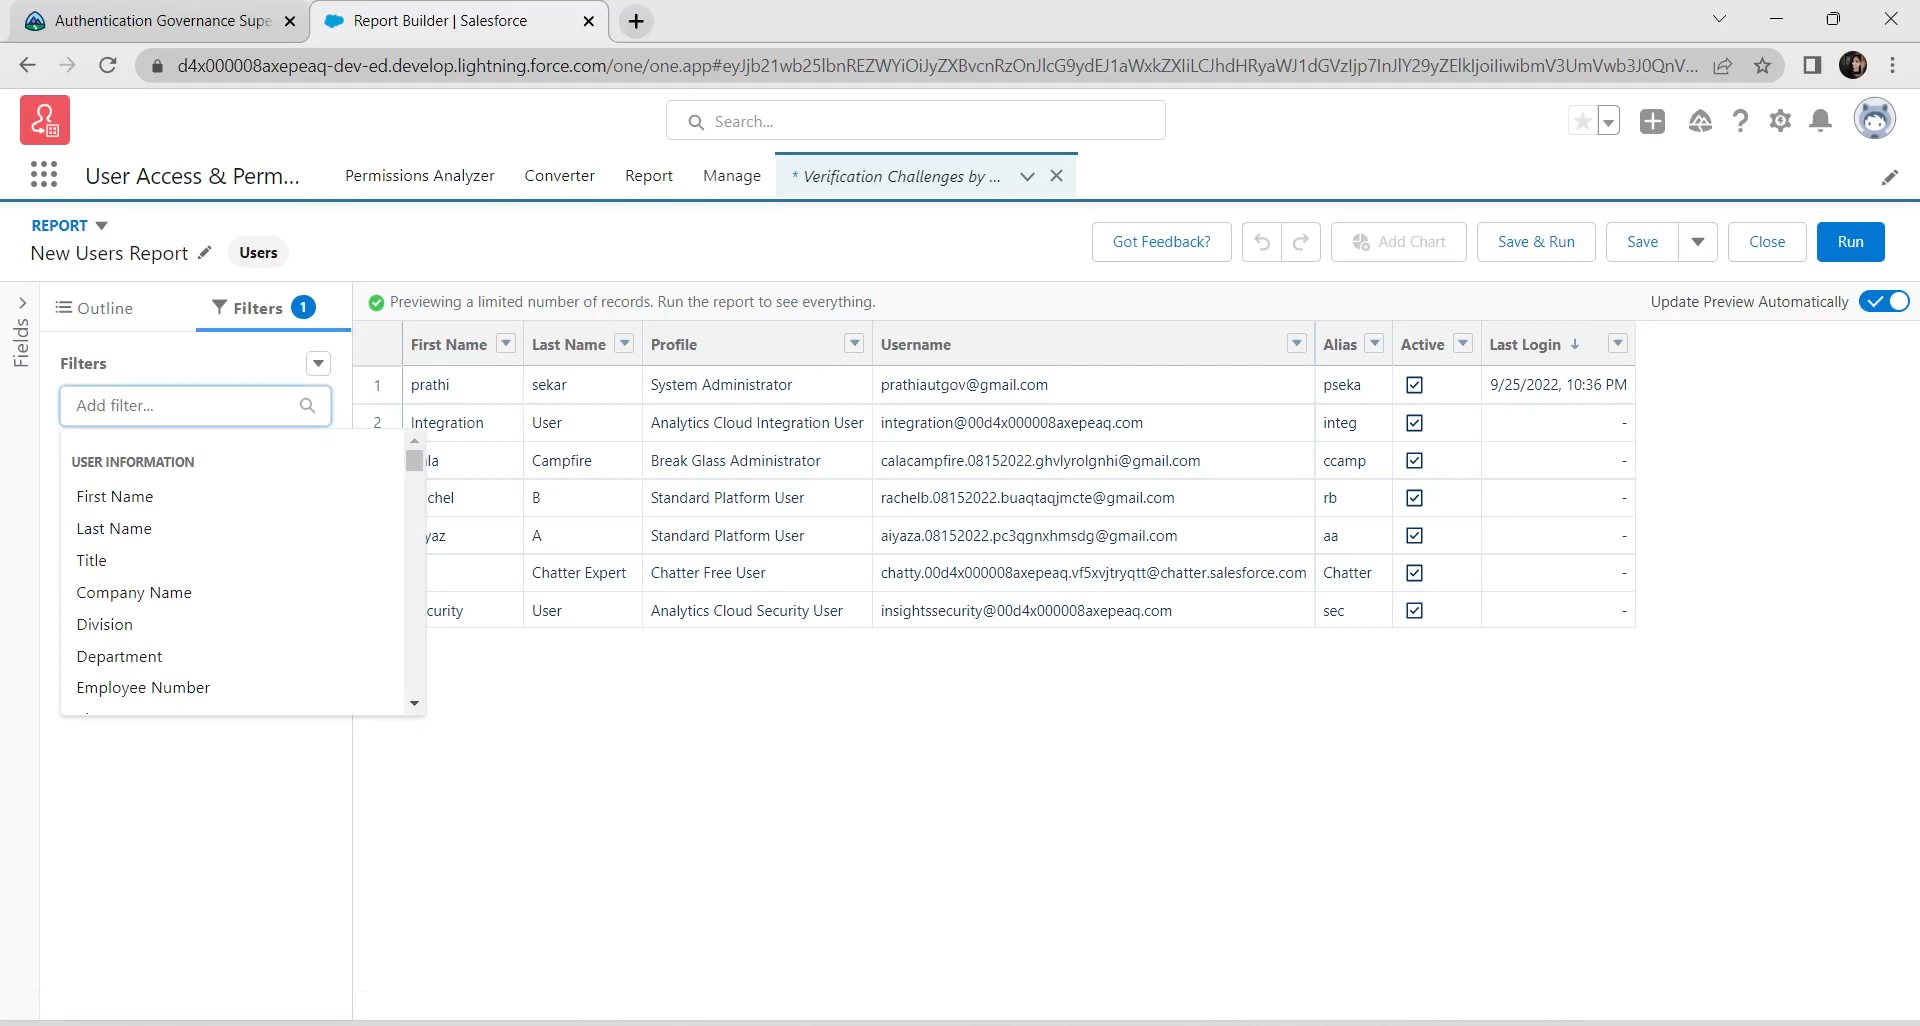 Authentication Governance Supe
Report Builder | Salesforce
d4x000008axepeaq-dev-ed.develop.lightning.force.com/one/one.app#eyJjb21wb25lbnREZWYiOiJyZXBvcnRzOnJlcG9ydEJ1aWxkZXIiLCJhdHRyaWJ1dGVzIjp7InJlY29yZElkIjoiIiwibmV3UmVwb3J0QnV...
Search...
User Access & Perm...
Permissions Analyzer
Converter
Report
Manage
* Verification Challenges by ...
REPORT
New Users Report
Users
Got Feedback?
Add Chart
Save & Run
Save
Close
Run
Fields
Outline
Filters 1
Previewing a limited number of records. Run the report to see everything.
Update Preview Automatically
Filters
Add filter...
USER INFORMATION
First Name
Last Name
Title
Company Name
Division
Department
Employee Number
First Name Last Name Profile Username Alias Active Last Login
1 prathi sekar System Administrator prathiautgov@gmail.com pseka 9/25/2022, 10:36 PM
2 Integration User Analytics Cloud Integration User integration@00d4x000008axepeaq.com integ -
la Campfire Break Glass Administrator calacampfire.08152022.ghvlyrolgnhi@gmail.com ccamp -
chel B Standard Platform User rachelb.08152022.buaqtaqjmcte@gmail.com rb -
yaz A Standard Platform User aiyaza.08152022.pc3qgnxhmsdg@gmail.com aa -
Chatter Expert Chatter Free User chatty.00d4x000008axepeaq.vf5xvjtryqtt@chatter.salesforce.com Chatter -
curity User Analytics Cloud Security User insightssecurity@00d4x000008axepeaq.com sec -